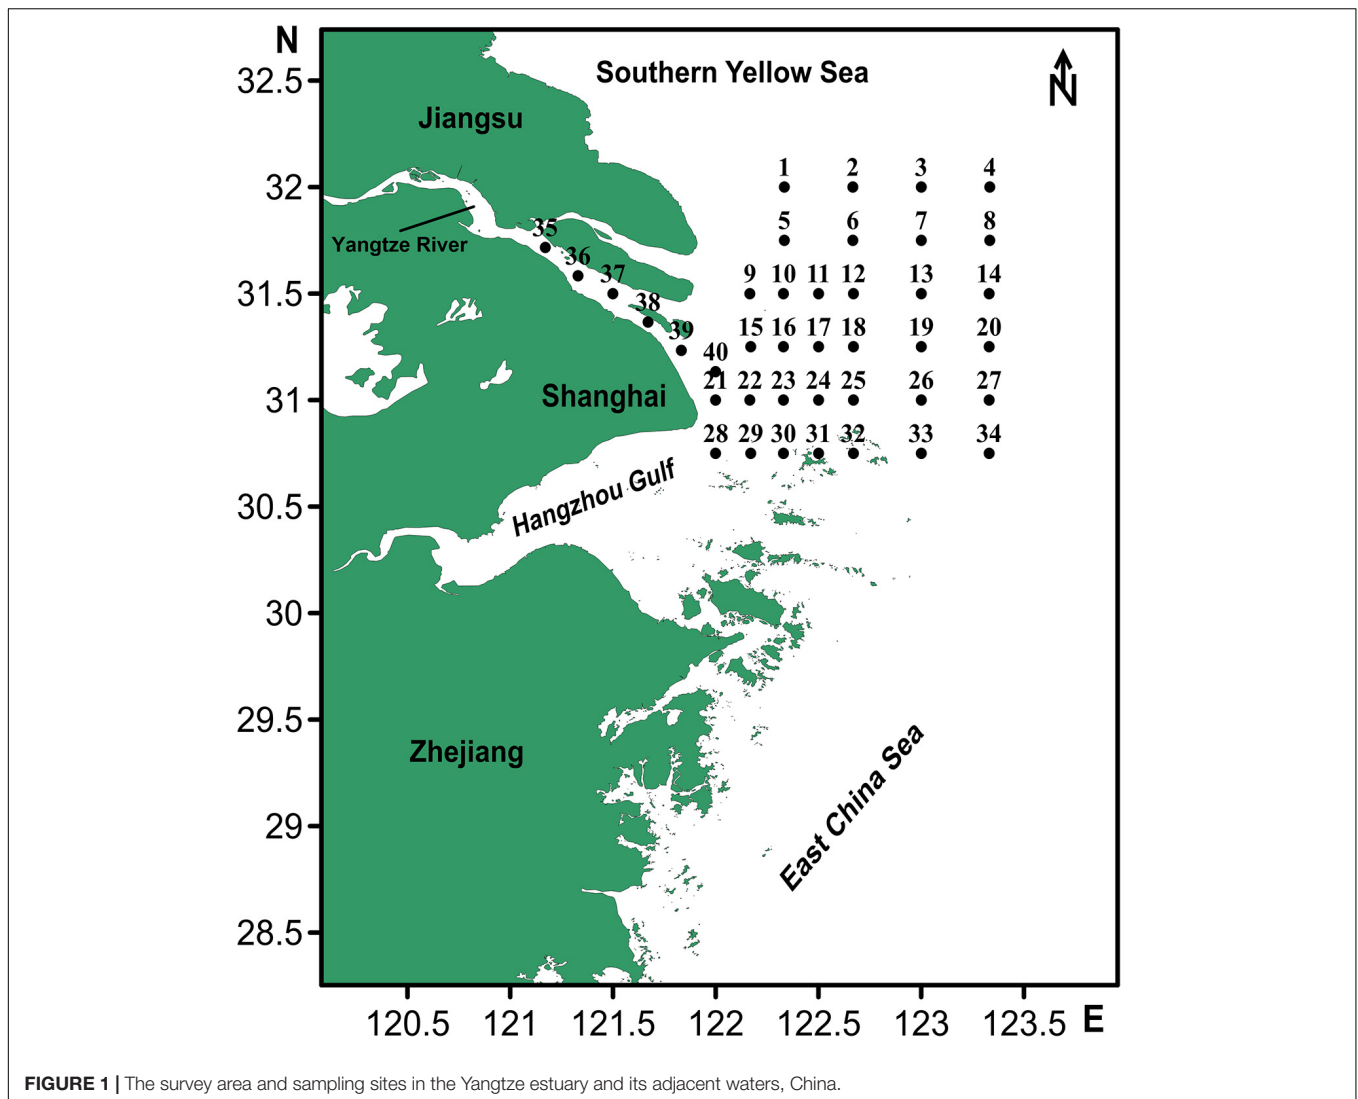 N
Southern Yellow Sea
N
32.5
Jiangsu
1 2 3 4
32
5 6 7 8
35
Yangtze River
36
37
9 10 11 12 13 14
31.5
38
39
15 16 17 18 19 20
40
21 22 23 24 25 26 27
31
Shanghai
28 29 30 31 32 33 34
Hangzhou Gulf
30.5
30
29.5
Zhejiang
East China Sea
29
28.5
120.5 121 121.5 122 122.5 123 123.5 E
FIGURE 1 | The survey area and sampling sites in the Yangtze estuary and its adjacent waters, China.